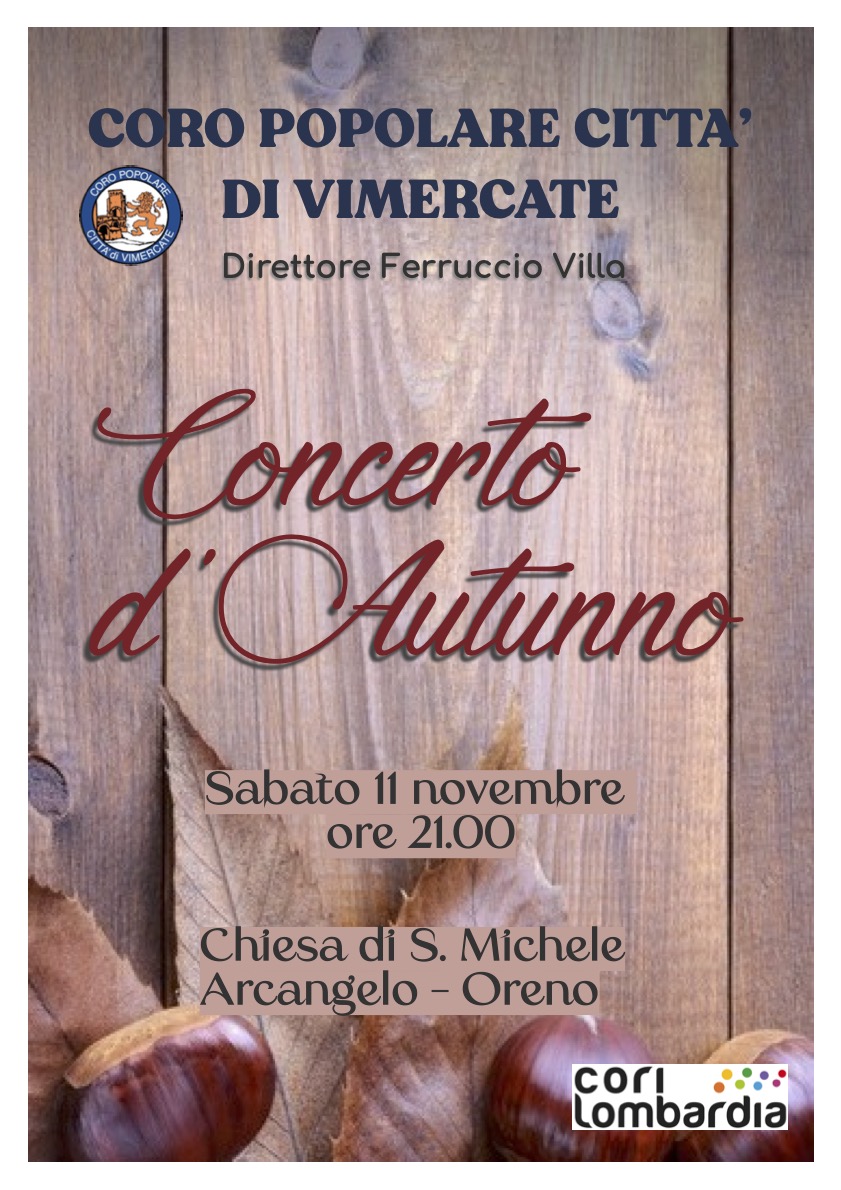 CORO POPOLARE CITTA'
DI VIMERCATE
CORO POPOLARE
CITTA' di VIMERCATE
Direttore Ferruccio Villa
Concerto
d'Autunno
Sabato 11 novembre
ore 21.00
Chiesa di S. Michele
Arcangelo - Oreno
cori
Lombardia